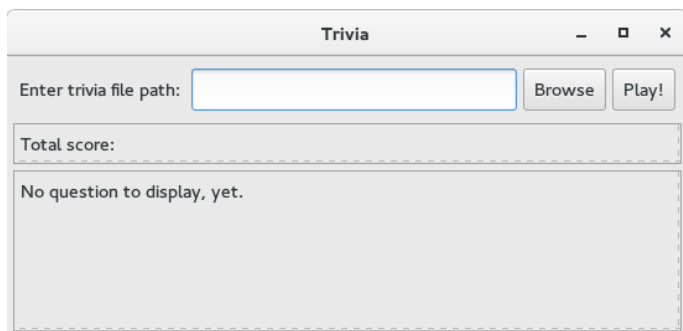 Trivia
Enter trivia file path: Browse Play!
Total score:
No question to display, yet.